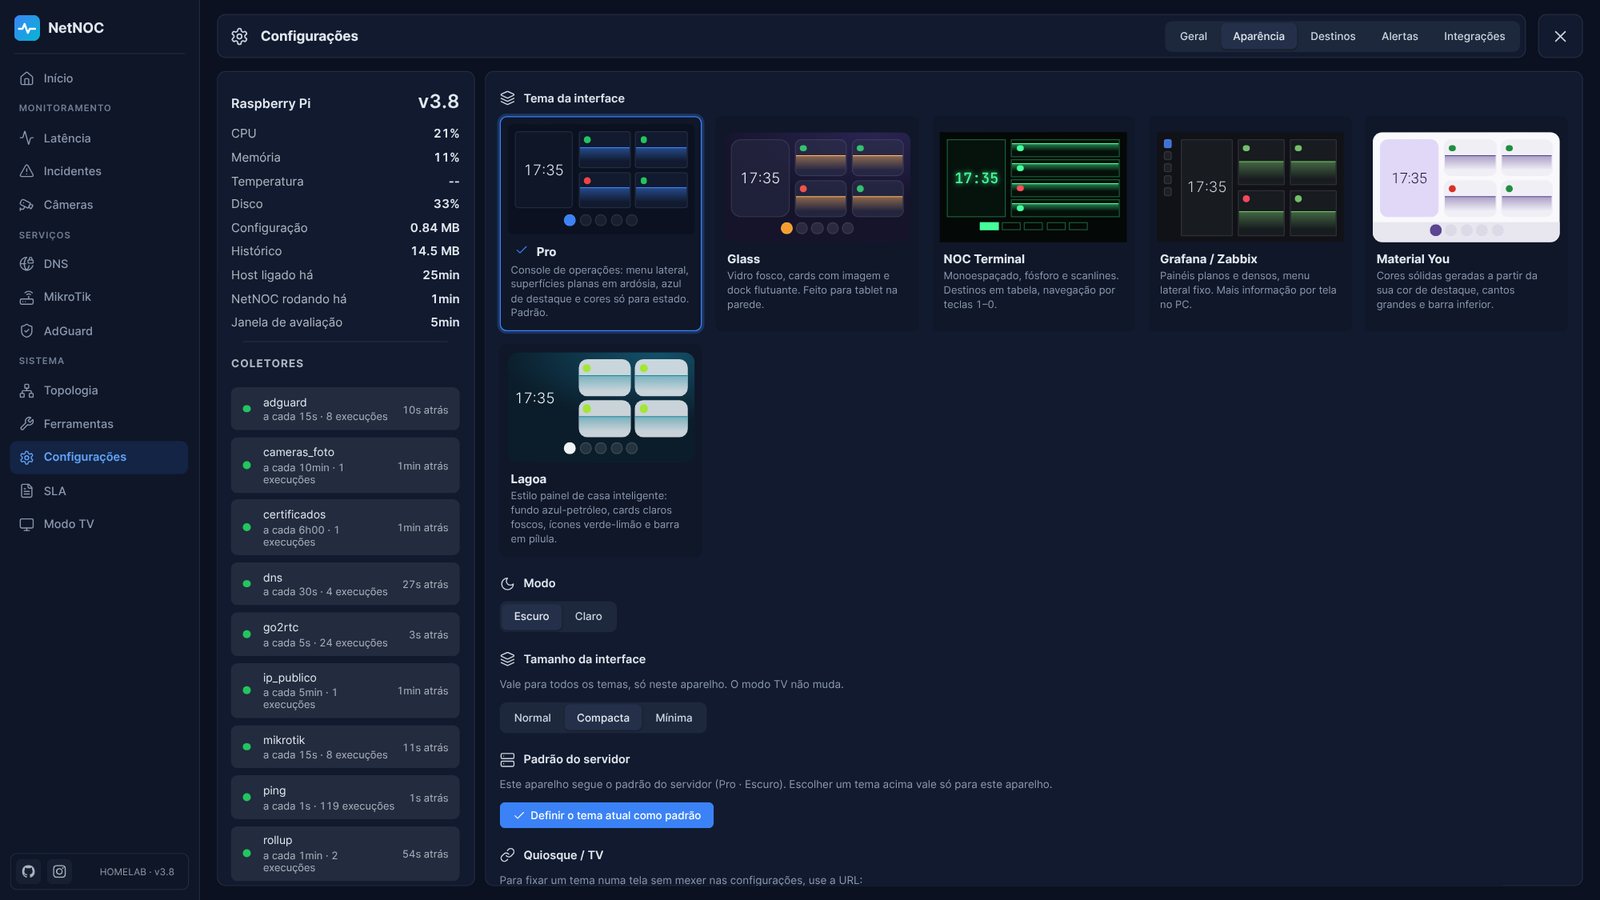 NetNOC
Início
MONITORAMENTO
Latência
Incidentes
Câmeras
SERVIÇOS
DNS
MikroTik
AdGuard
SISTEMA
Topologia
Ferramentas
Configurações
SLA
Modo TV
HOMELAB · v3.8
Configurações
Geral
Aparência
Destinos
Alertas
Integrações
Raspberry Pi v3.8
CPU 21%
Memória 11%
Temperatura --
Disco 33%
Configuração 0.84 MB
Histórico 14.5 MB
Host ligado há 25min
NetNOC rodando há 1min
Janela de avaliação 5min
COLETORES
adguard
a cada 15s · 8 execuções
10s atrás
cameras_foto
a cada 10min · 1
execuções
1min atrás
certificados
a cada 6h00 · 1
execuções
1min atrás
dns
a cada 30s · 4 execuções
27s atrás
go2rtc
a cada 5s · 24 execuções
3s atrás
ip_publico
a cada 5min · 1
execuções
1min atrás
mikrotik
a cada 15s · 8 execuções
11s atrás
ping
a cada 1s · 119 execuções
1s atrás
rollup
a cada 1min · 2
execuções
54s atrás
Tema da interface
17:35
Pro
Console de operações: menu lateral,
superfícies planas em ardósia, azul
de destaque e cores só para estado.
Padrão.
17:35
Glass
Vidro fosco, cards com imagem e
dock flutuante. Feito para tablet na
parede.
17:35
NOC Terminal
Monoespaçado, fósforo e scanlines.
Destinos em tabela, navegação por
teclas 1–0.
17:35
Grafana / Zabbix
Painéis planos e densos, menu
lateral fixo. Mais informação por tela
no PC.
17:35
Material You
Cores sólidas geradas a partir da
sua cor de destaque, cantos
grandes e barra inferior.
17:35
Lagoa
Estilo painel de casa inteligente:
fundo azul-petróleo, cards claros
foscos, ícones verde-limão e barra
em pílula.
Modo
Escuro
Claro
Tamanho da interface
Vale para todos os temas, só neste aparelho. O modo TV não muda.
Normal
Compacta
Mínima
Padrão do servidor
Este aparelho segue o padrão do servidor (Pro · Escuro). Escolher um tema acima vale só para este aparelho.
Definir o tema atual como padrão
Quiosque / TV
Para fixar um tema numa tela sem mexer nas configurações, use a URL: